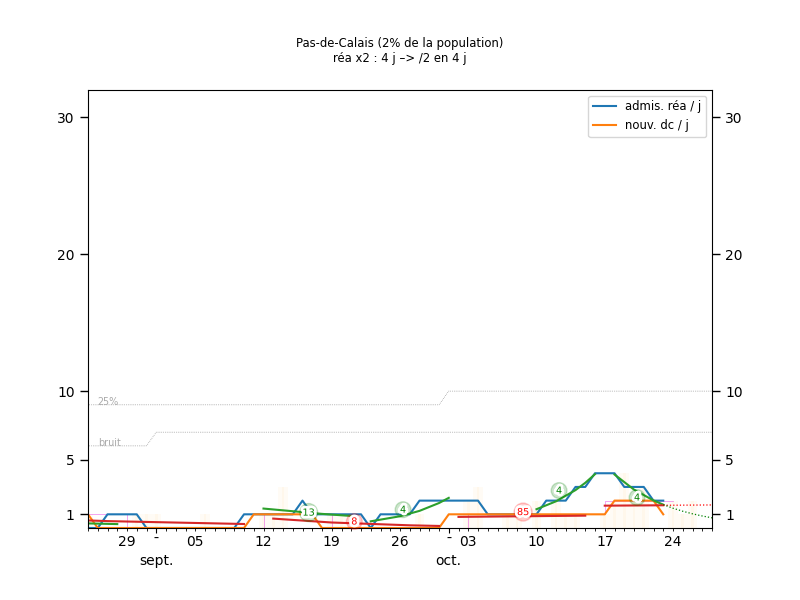 Pas-de-Calais (2% de la population)
réa x2 : 4 j –> /2 en 4 j
admis. réa / j
nouv. dc / j
30 30
20 20
10 10
25%
bruit
5 5
4 4 4
13 8 85
1 1
29 - 05 12 19 26 - 03 10 17 24
sept. oct.